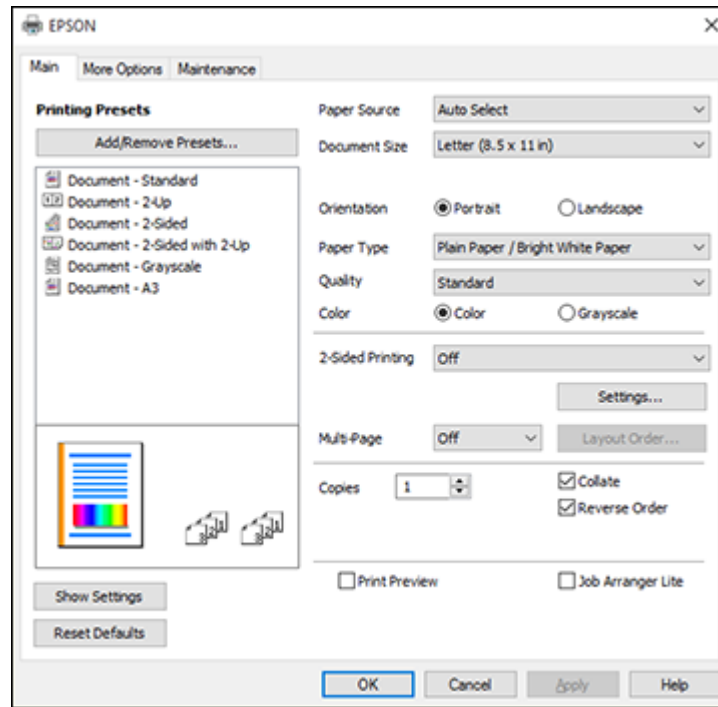 EPSON
Main More Options Maintenance
Printing Presets
Add/Remove Presets...
Document - Standard
Document - 2-Up
Document - 2-Sided
Document - 2-Sided with 2-Up
Document - Grayscale
Document - A3
Show Settings
Reset Defaults
Paper Source Auto Select
Document Size Letter (8.5 x 11 in)
Orientation Portrait Landscape
Paper Type Plain Paper / Bright White Paper
Quality Standard
Color Color Grayscale
2-Sided Printing Off
Settings...
Multi-Page Off Layout Order...
Copies 1 Collate
Reverse Order
Print Preview Job Arranger Lite
OK Cancel Apply Help